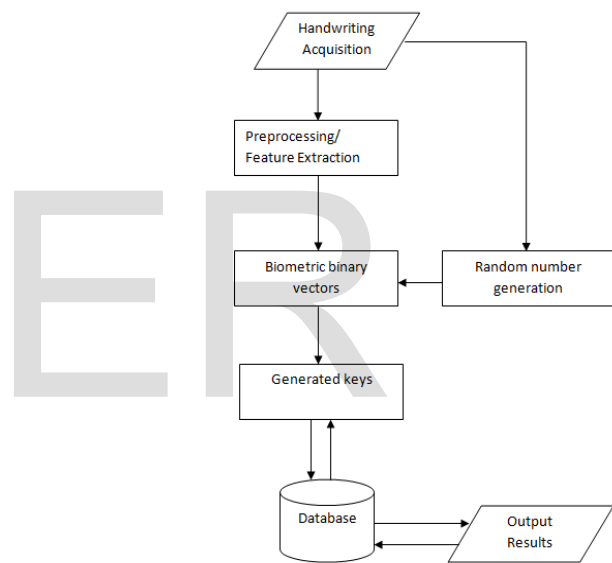 Handwriting
Acquisition
Preprocessing/
Feature Extraction
Biometric binary
vectors
Random number
generation
Generated keys
Database
Output
Results
ER